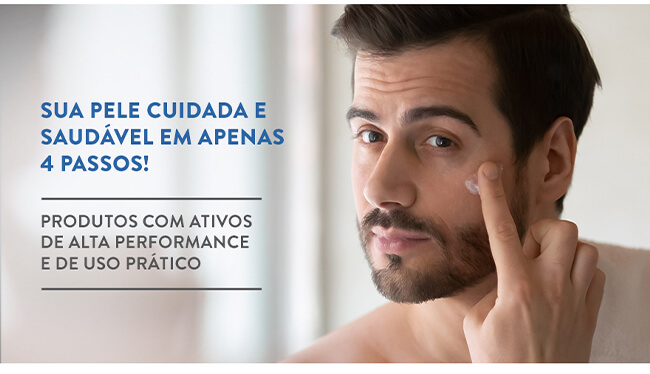 SUA PELE CUIDADA E
SAUDÁVEL EM APENAS
4 PASSOS!
PRODUTOS COM ATIVOS
DE ALTA PERFORMANCE
E DE USO PRÁTICO